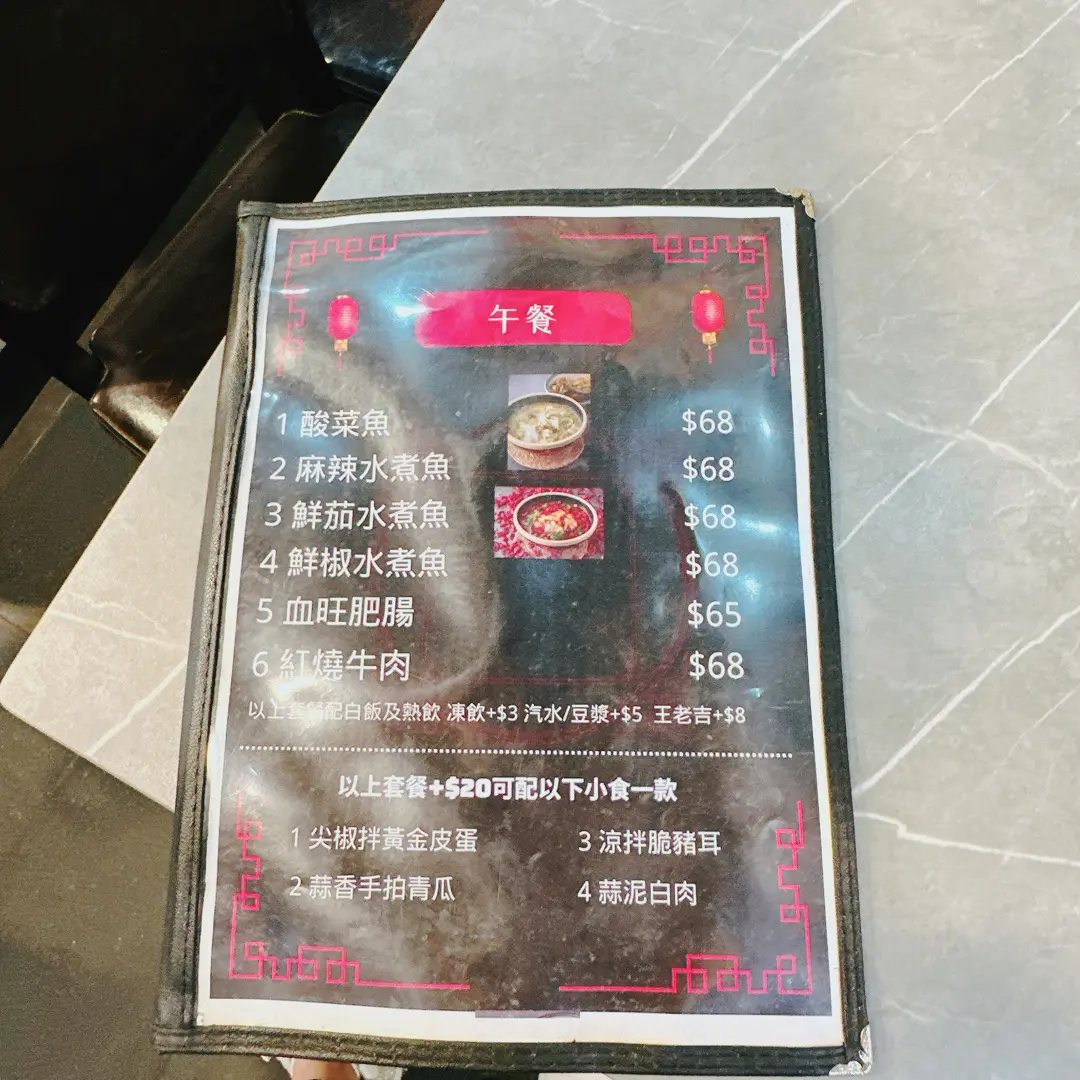 午餐
1 酸菜魚 $68
2 麻辣水煮魚 $68
3 鮮茄水煮魚 $68
4 鮮椒水煮魚 $68
5 血旺肥腸 $65
6 紅燒牛肉 $68
以上套餐配白飯及熱飲 凍飲+$3 汽水/豆漿+$5 王老吉+$8
以上套餐+$20可配以下小食一款
1 尖椒拌黃金皮蛋 3 涼拌脆豬耳
2 蒜香手拍青瓜 4 蒜泥白肉